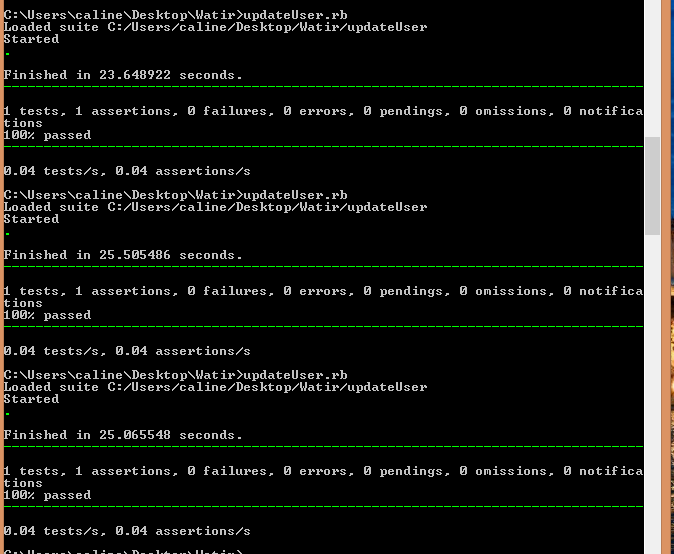 C:\Users\caline\Desktop\Watir>updateUser.rb
Loaded suite C:/Users/caline/Desktop/Watir/updateUser
Started
.
Finished in 23.648922 seconds.
1 tests, 1 assertions, 0 failures, 0 errors, 0 pendings, 0 omissions, 0 notifica
tions
100% passed
0.04 tests/s, 0.04 assertions/s
C:\Users\caline\Desktop\Watir>updateUser.rb
Loaded suite C:/Users/caline/Desktop/Watir/updateUser
Started
.
Finished in 25.505486 seconds.
1 tests, 1 assertions, 0 failures, 0 errors, 0 pendings, 0 omissions, 0 notifica
tions
100% passed
0.04 tests/s, 0.04 assertions/s
C:\Users\caline\Desktop\Watir>updateUser.rb
Loaded suite C:/Users/caline/Desktop/Watir/updateUser
Started
.
Finished in 25.065548 seconds.
1 tests, 1 assertions, 0 failures, 0 errors, 0 pendings, 0 omissions, 0 notifica
tions
100% passed
0.04 tests/s, 0.04 assertions/s
C:\Users\caline\Desktop\Watir>